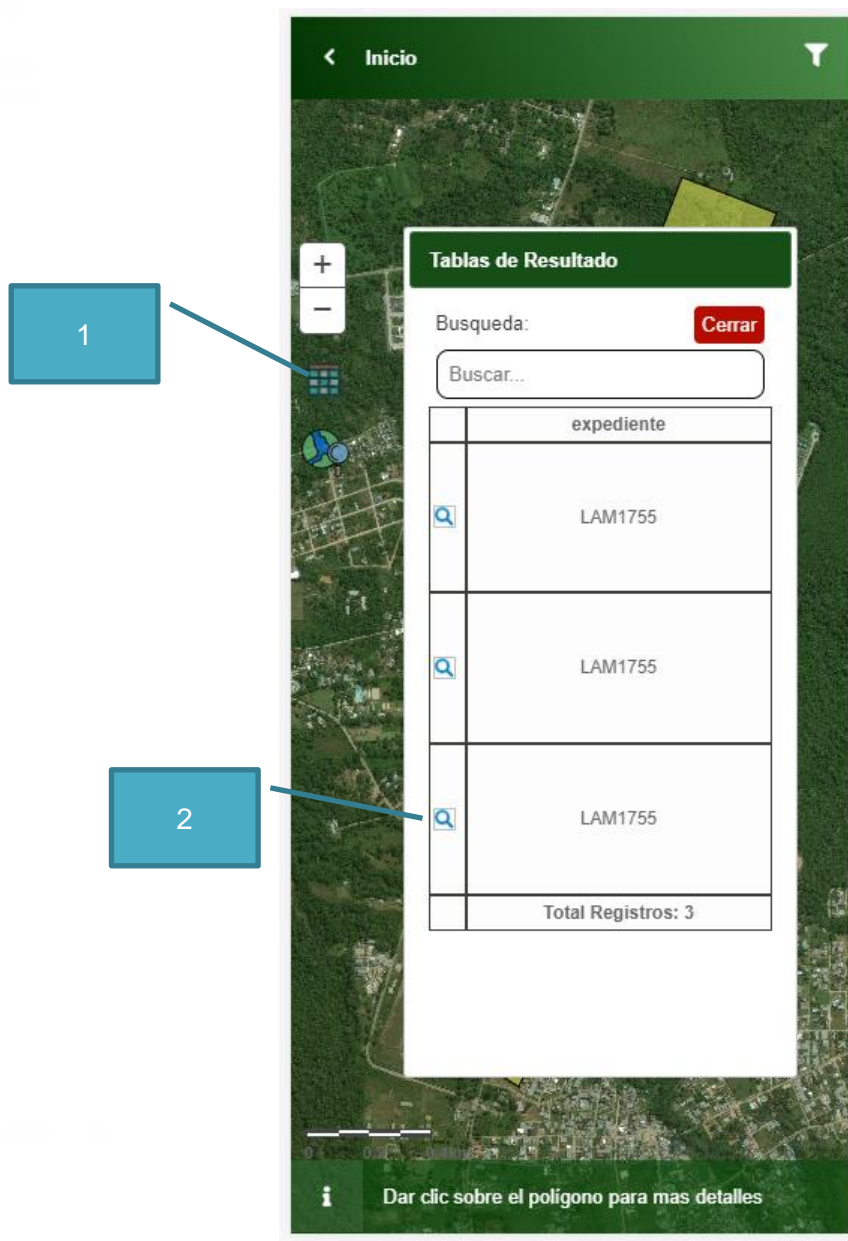 Inicio
+
−
1
Tablas de Resultado
Busqueda:
Cerrar
Buscar...
expediente
LAM1755
LAM1755
2
LAM1755
Total Registros: 3
i
Dar clic sobre el polígono para mas detalles